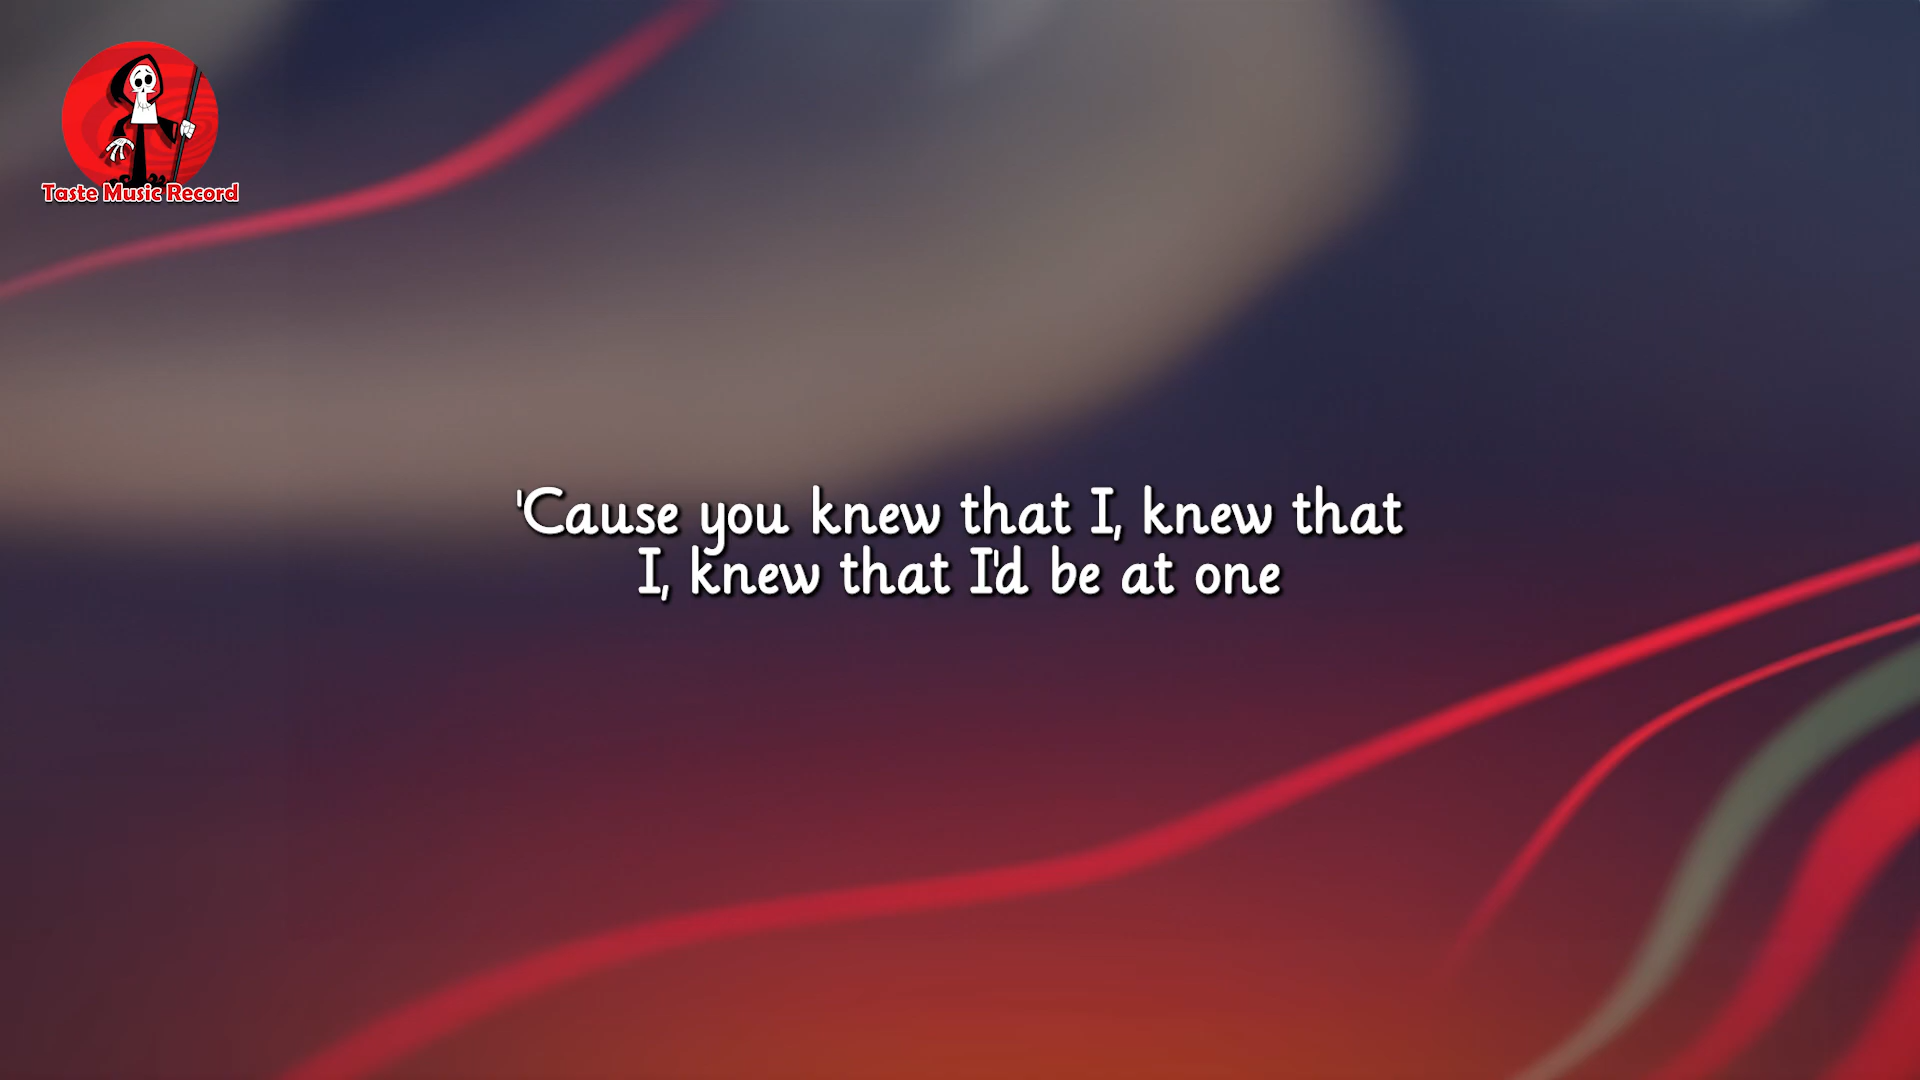 Taste Music Record
'Cause you knew that I, knew that
I, knew that I'd be at one